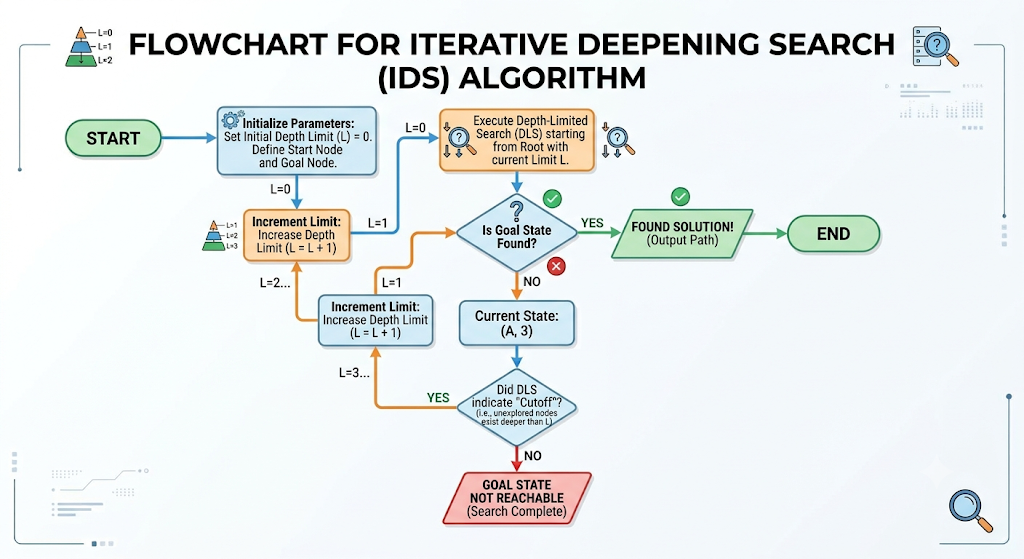 L=0
L=1
L=2
FLOWCHART FOR ITERATIVE DEEPENING SEARCH
(IDS) ALGORITHM
START
Initialize Parameters:
Set Initial Depth Limit (L) = 0.
Define Start Node
and Goal Node.
L=0
Execute Depth-Limited
Search (DLS) starting
from Root with
current Limit L.
L=0
L>1
L=2
L=3
Increment Limit:
Increase Depth
Limit (L = L + 1)
L=1
?
Is Goal State
Found?
YES
FOUND SOLUTION!
(Output Path)
END
NO
L=2...
L=1
Increment Limit:
Increase Depth Limit
(L = L + 1)
Current State:
(A, 3)
L=3...
YES
Did DLS
indicate "Cutoff"?
(i.e., unexplored nodes
exist deeper than L)
NO
GOAL STATE
NOT REACHABLE
(Search Complete)